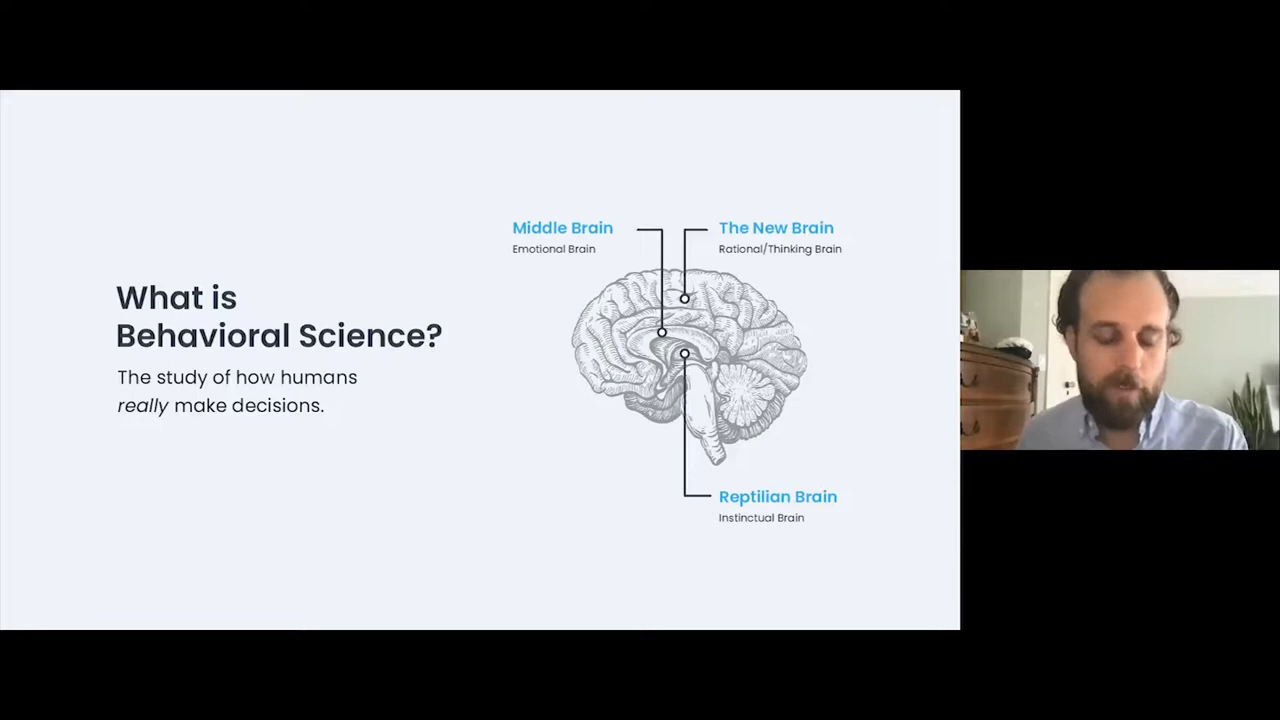 What is
Behavioral Science?
The study of how humans
really make decisions.
Middle Brain
Emotional Brain
The New Brain
Rational/Thinking Brain
Reptilian Brain
Instinctual Brain